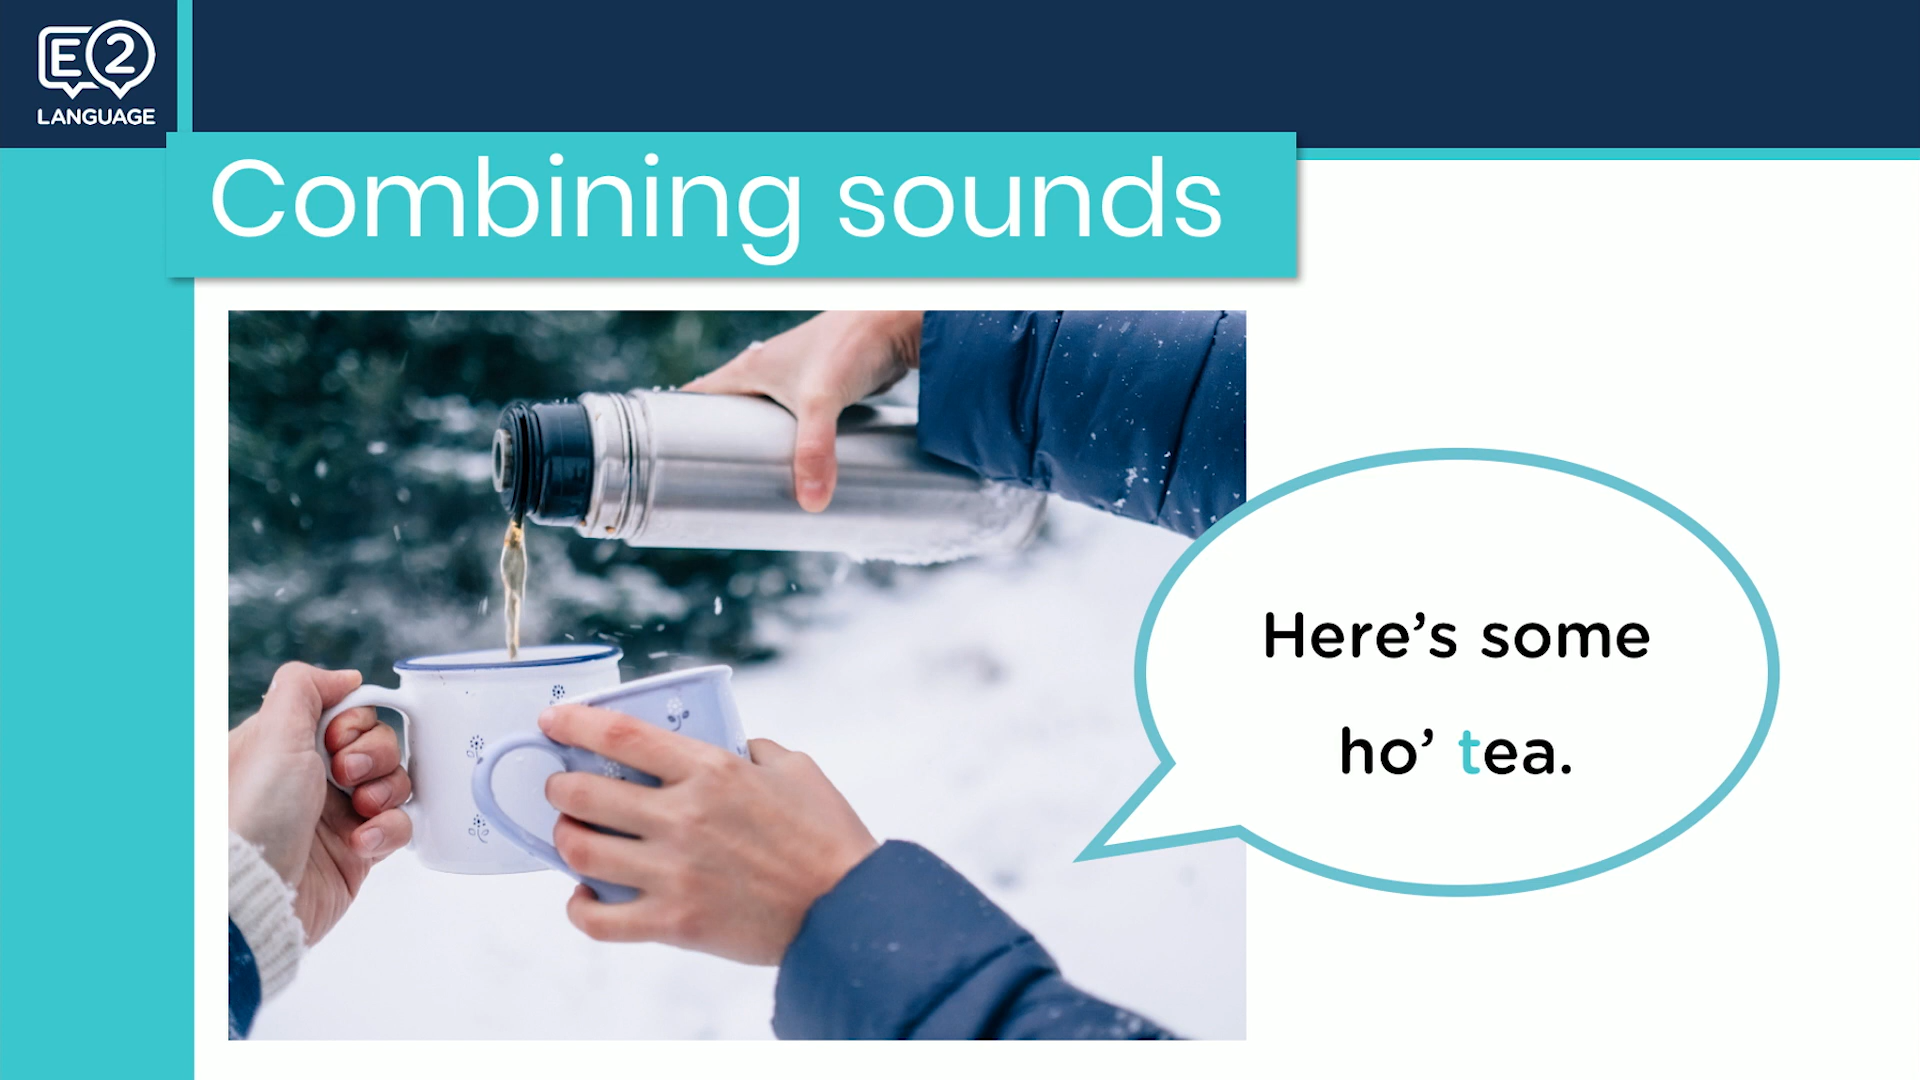 E2
LANGUAGE
Combining sounds
Here’s some
ho’ tea.